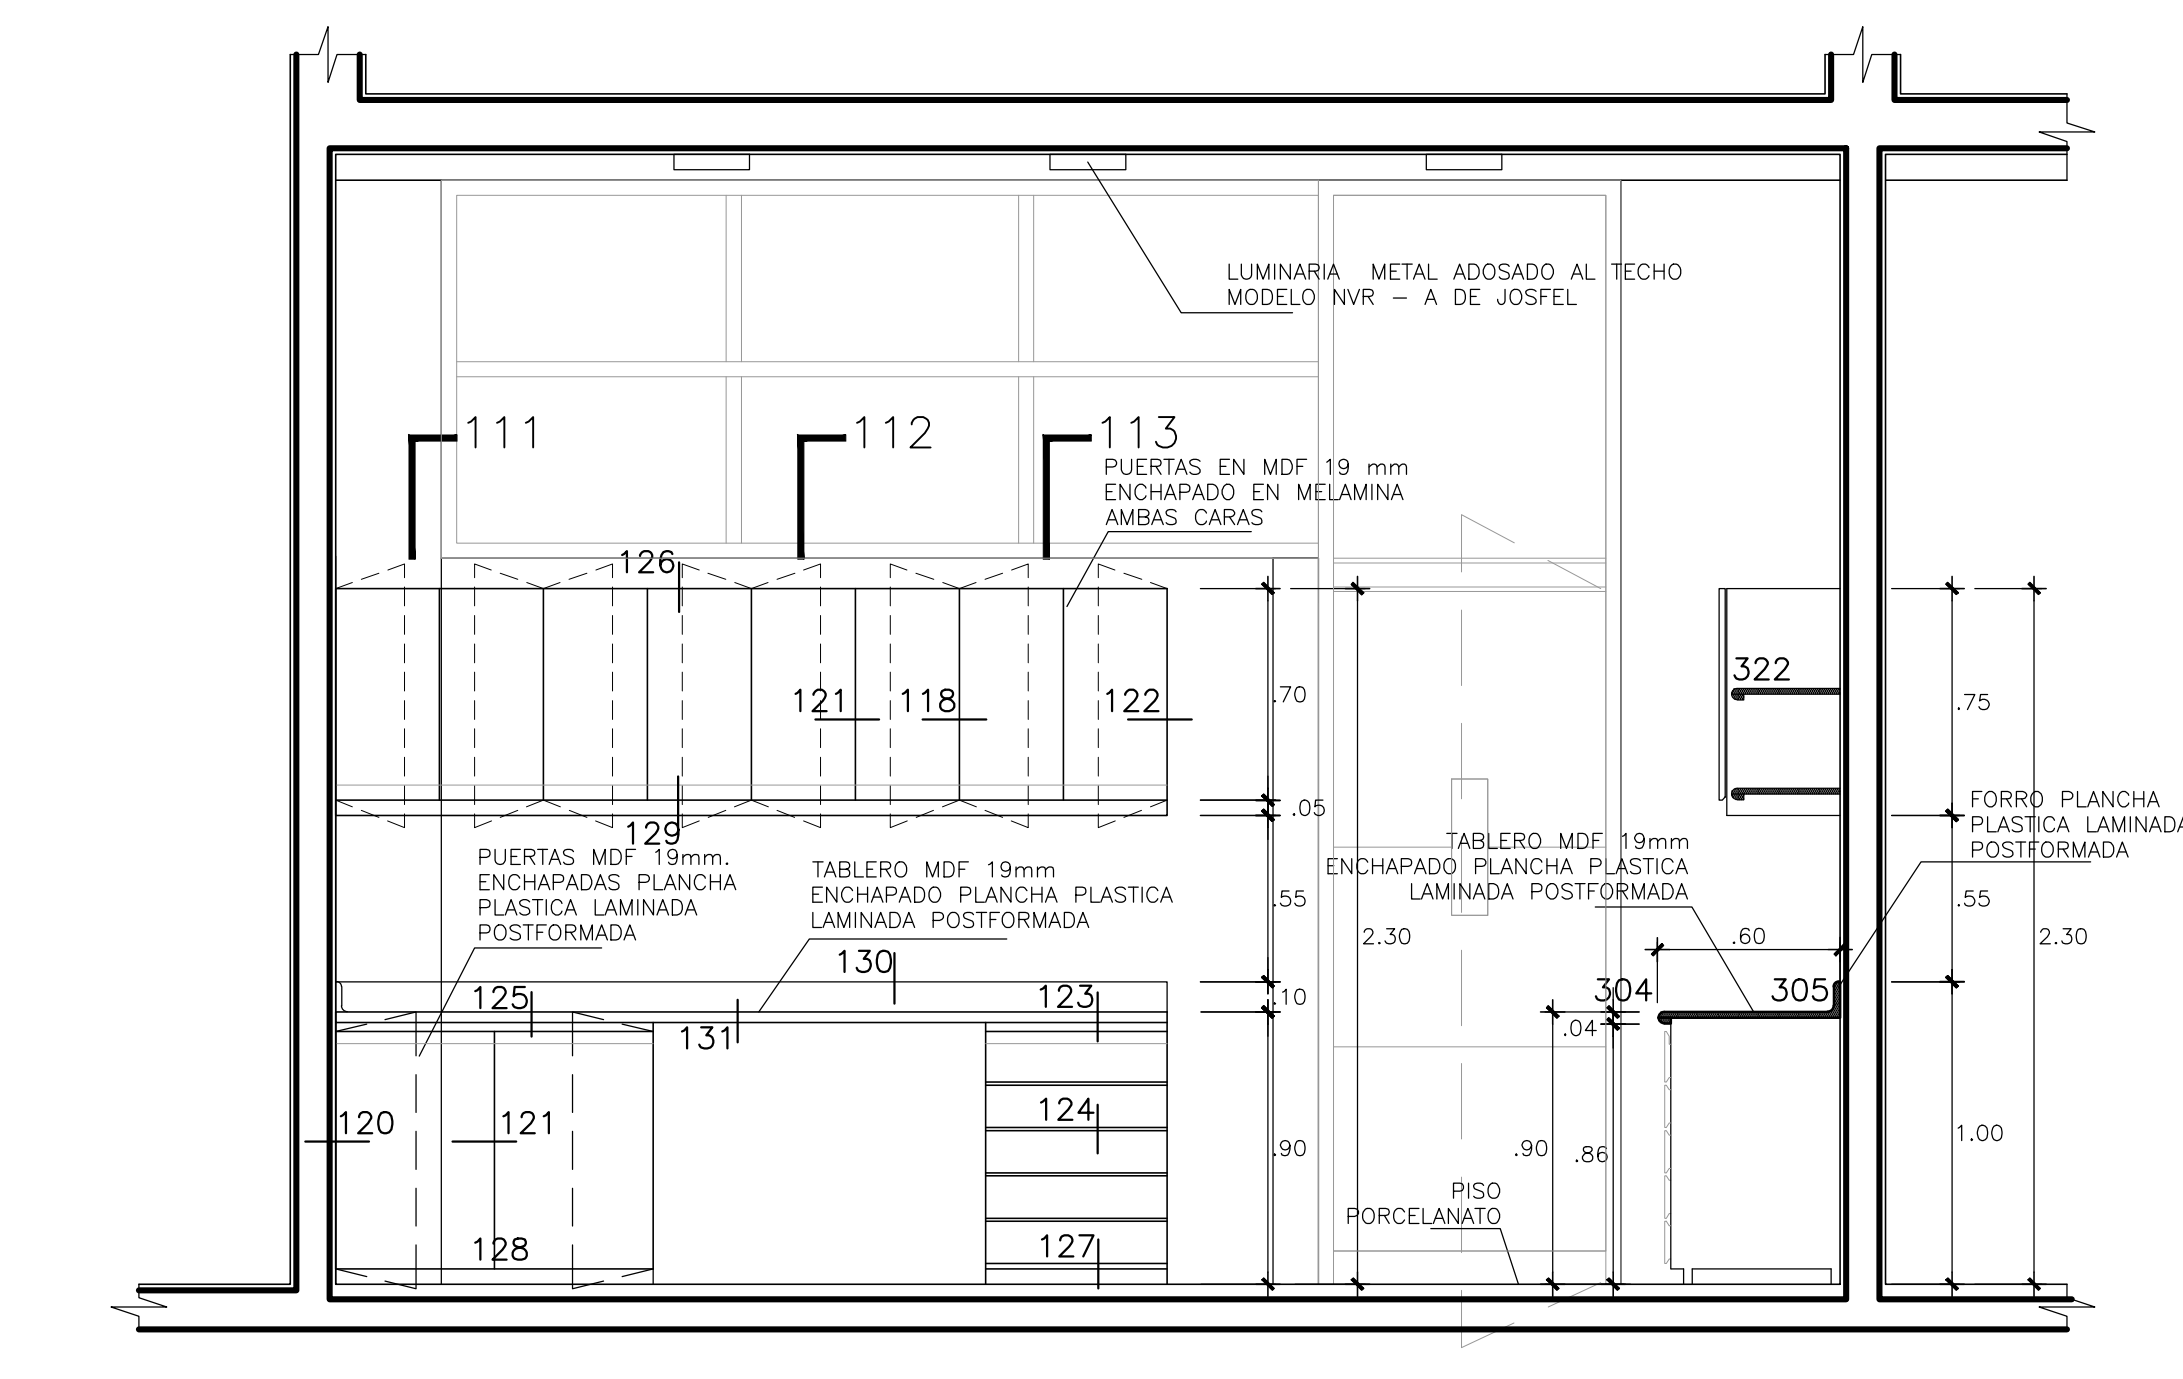 LUMINARIA METAL ADOSADO AL TECHO
MODELO NVR – A DE JOSFEL
111
112
113
PUERTAS EN MDF 19 mm
ENCHAPADO EN MELAMINA
AMBAS CARAS
126
322
121
118
122
.70
.75
.05
129
FORRO PLANCHA
PLASTICA LAMINADA
POSTFORMADA
TABLERO MDF 19mm
ENCHAPADO PLANCHA PLASTICA
LAMINADA POSTFORMADA
PUERTAS MDF 19mm.
ENCHAPADAS PLANCHA
PLASTICA LAMINADA
POSTFORMADA
TABLERO MDF 19mm
ENCHAPADO PLANCHA PLASTICA
LAMINADA POSTFORMADA
.55
.55
2.30
.60
2.30
130
125
123
.10
304
305
131
.04
120
121
124
.90
.90
.86
1.00
PISO
PORCELANATO
128
127